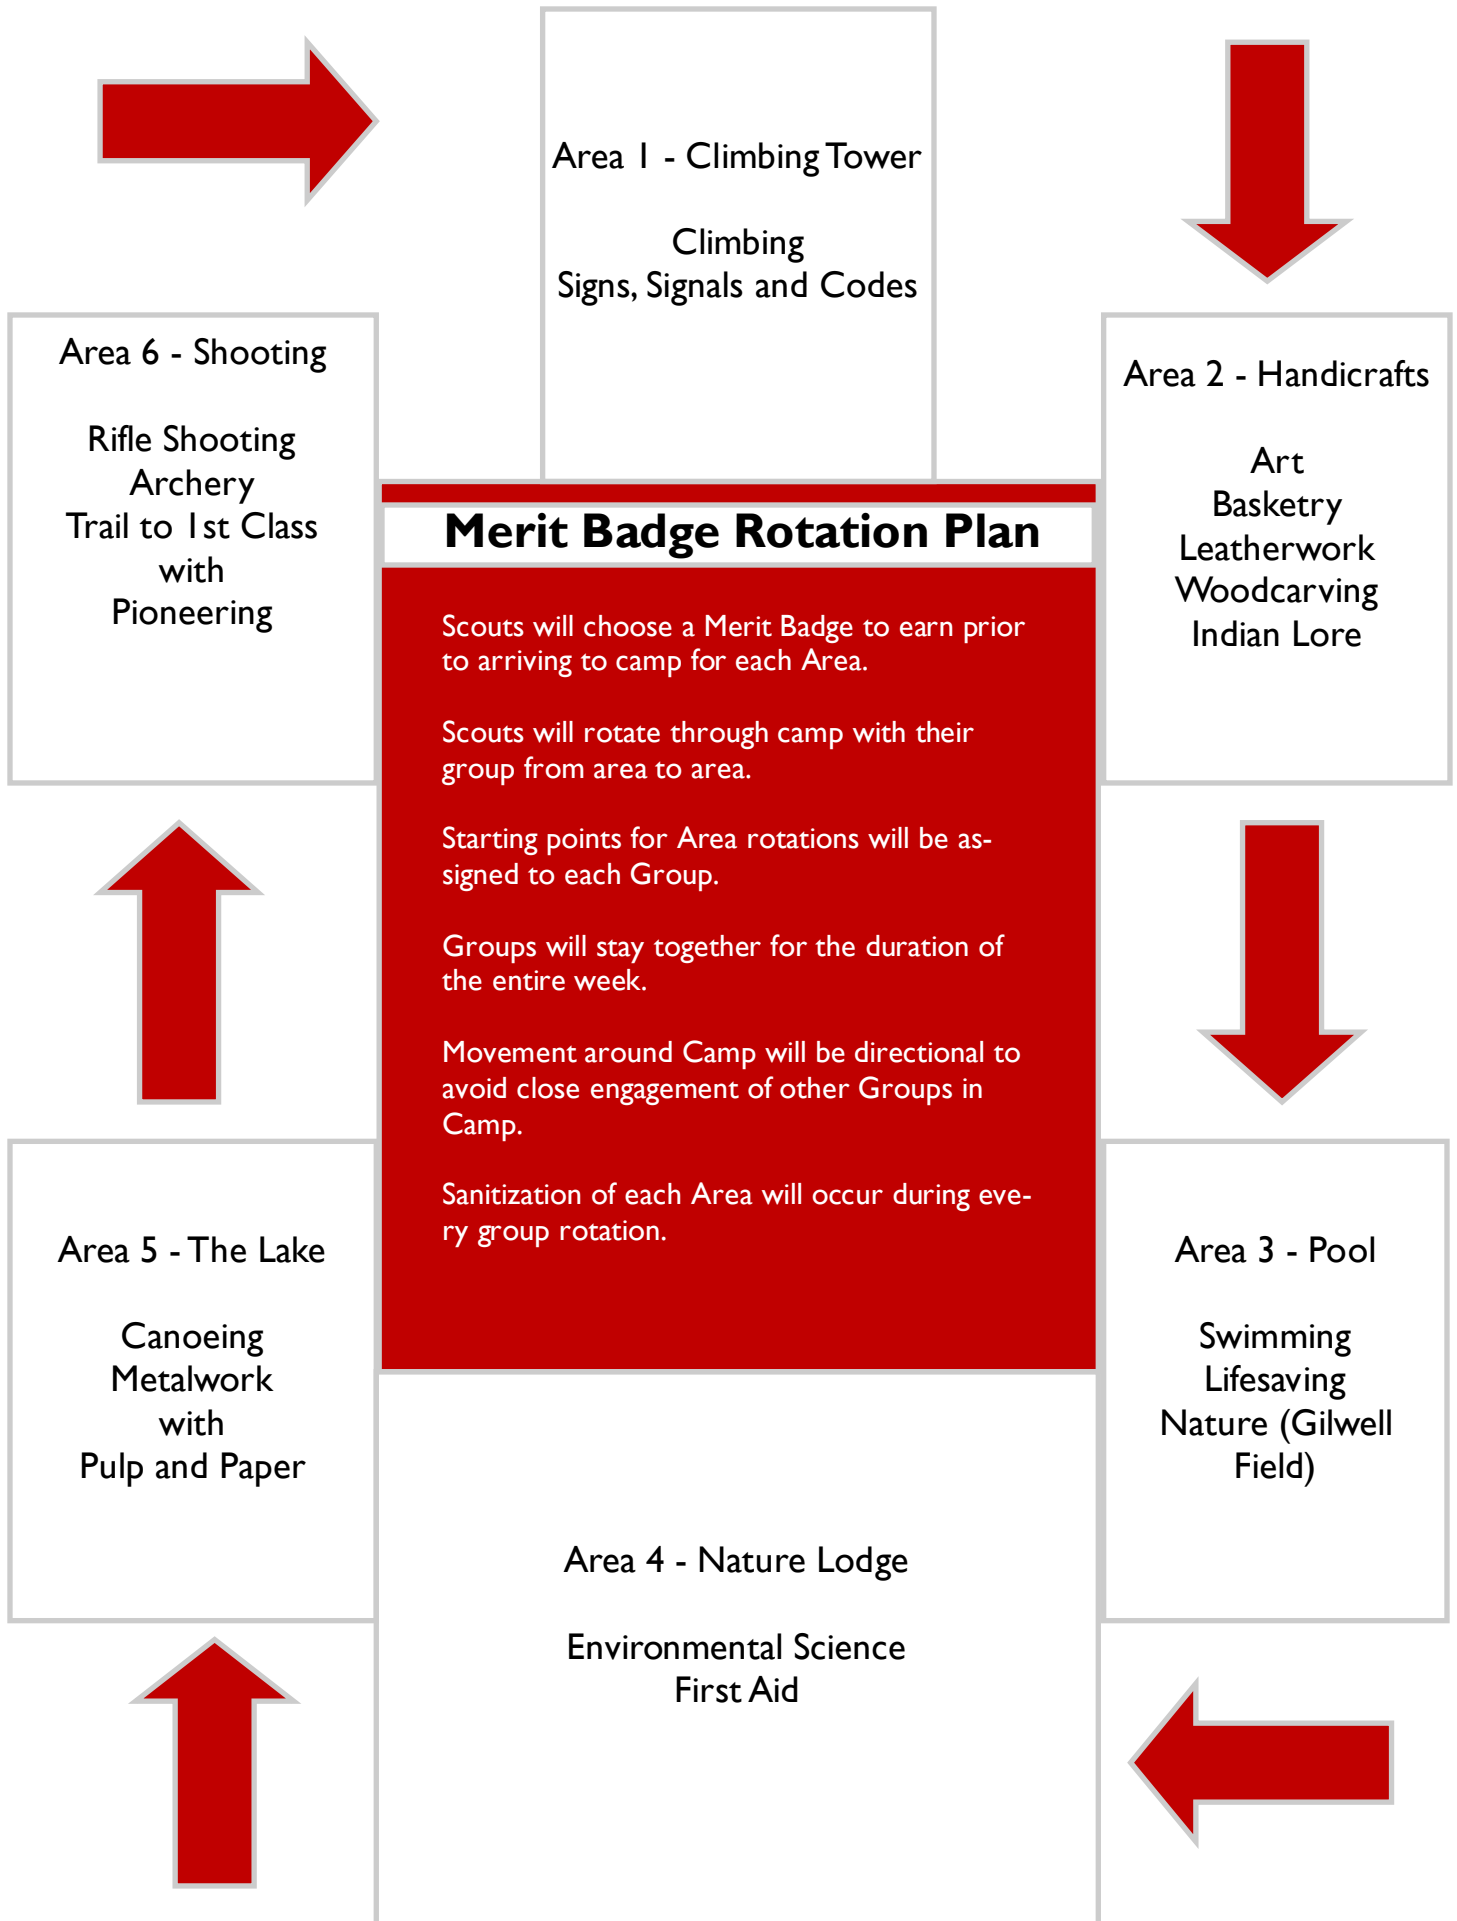 Area 1 - Climbing Tower
Climbing
Signs, Signals and Codes
Area 6 - Shooting
Rifle Shooting
Archery
Trail to 1st Class
with
Pioneering
Area 2 - Handicrafts
Art
Basketry
Leatherwork
Woodcarving
Indian Lore
Merit Badge Rotation Plan
Scouts will choose a Merit Badge to earn prior
to arriving to camp for each Area.
Scouts will rotate through camp with their
group from area to area.
Starting points for Area rotations will be as-
signed to each Group.
Groups will stay together for the duration of
the entire week.
Movement around Camp will be directional to
avoid close engagement of other Groups in
Camp.
Sanitization of each Area will occur during eve-
ry group rotation.
Area 5 - The Lake
Canoeing
Metalwork
with
Pulp and Paper
Area 3 - Pool
Swimming
Lifesaving
Nature (Gilwell
Field)
Area 4 - Nature Lodge
Environmental Science
First Aid